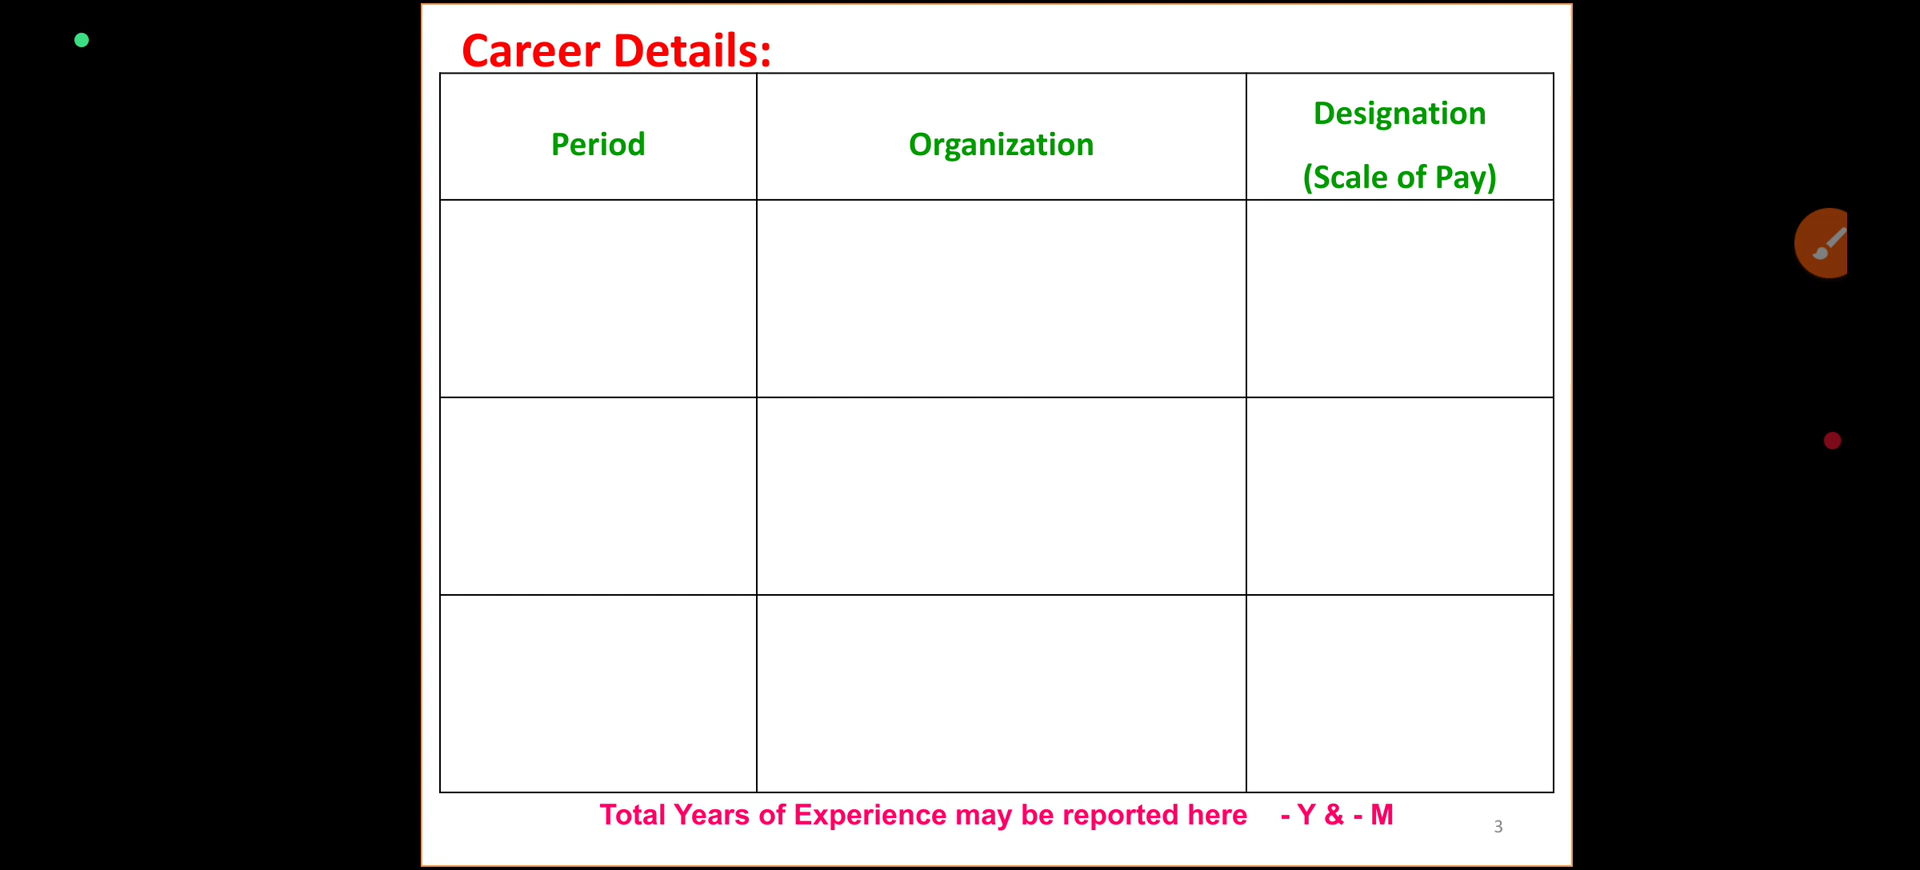 Career Details:
Period
Organization
Designation
(Scale of Pay)
Total Years of Experience may be reported here - Y & - M
3